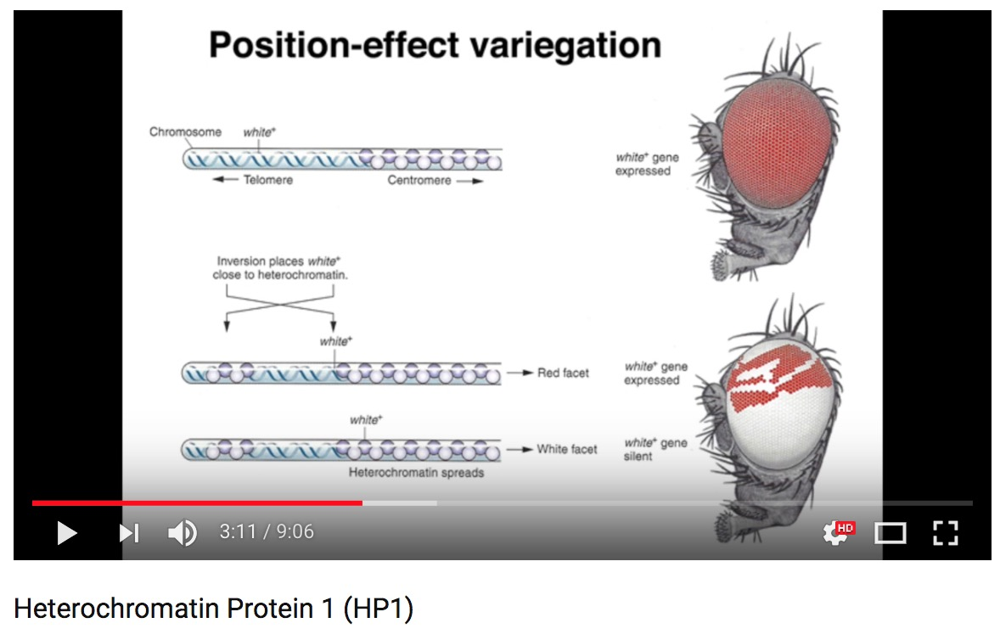 Position-effect variegation
Chromosome white+
Telomere Centromere
white+ gene
expressed
Inversion places white+
close to heterochromatin.
white+
Red facet
white+ gene
expressed
white+
White facet
white+ gene
silent
Heterochromatin spreads
3:11 / 9:06
HD
Heterochromatin Protein 1 (HP1)